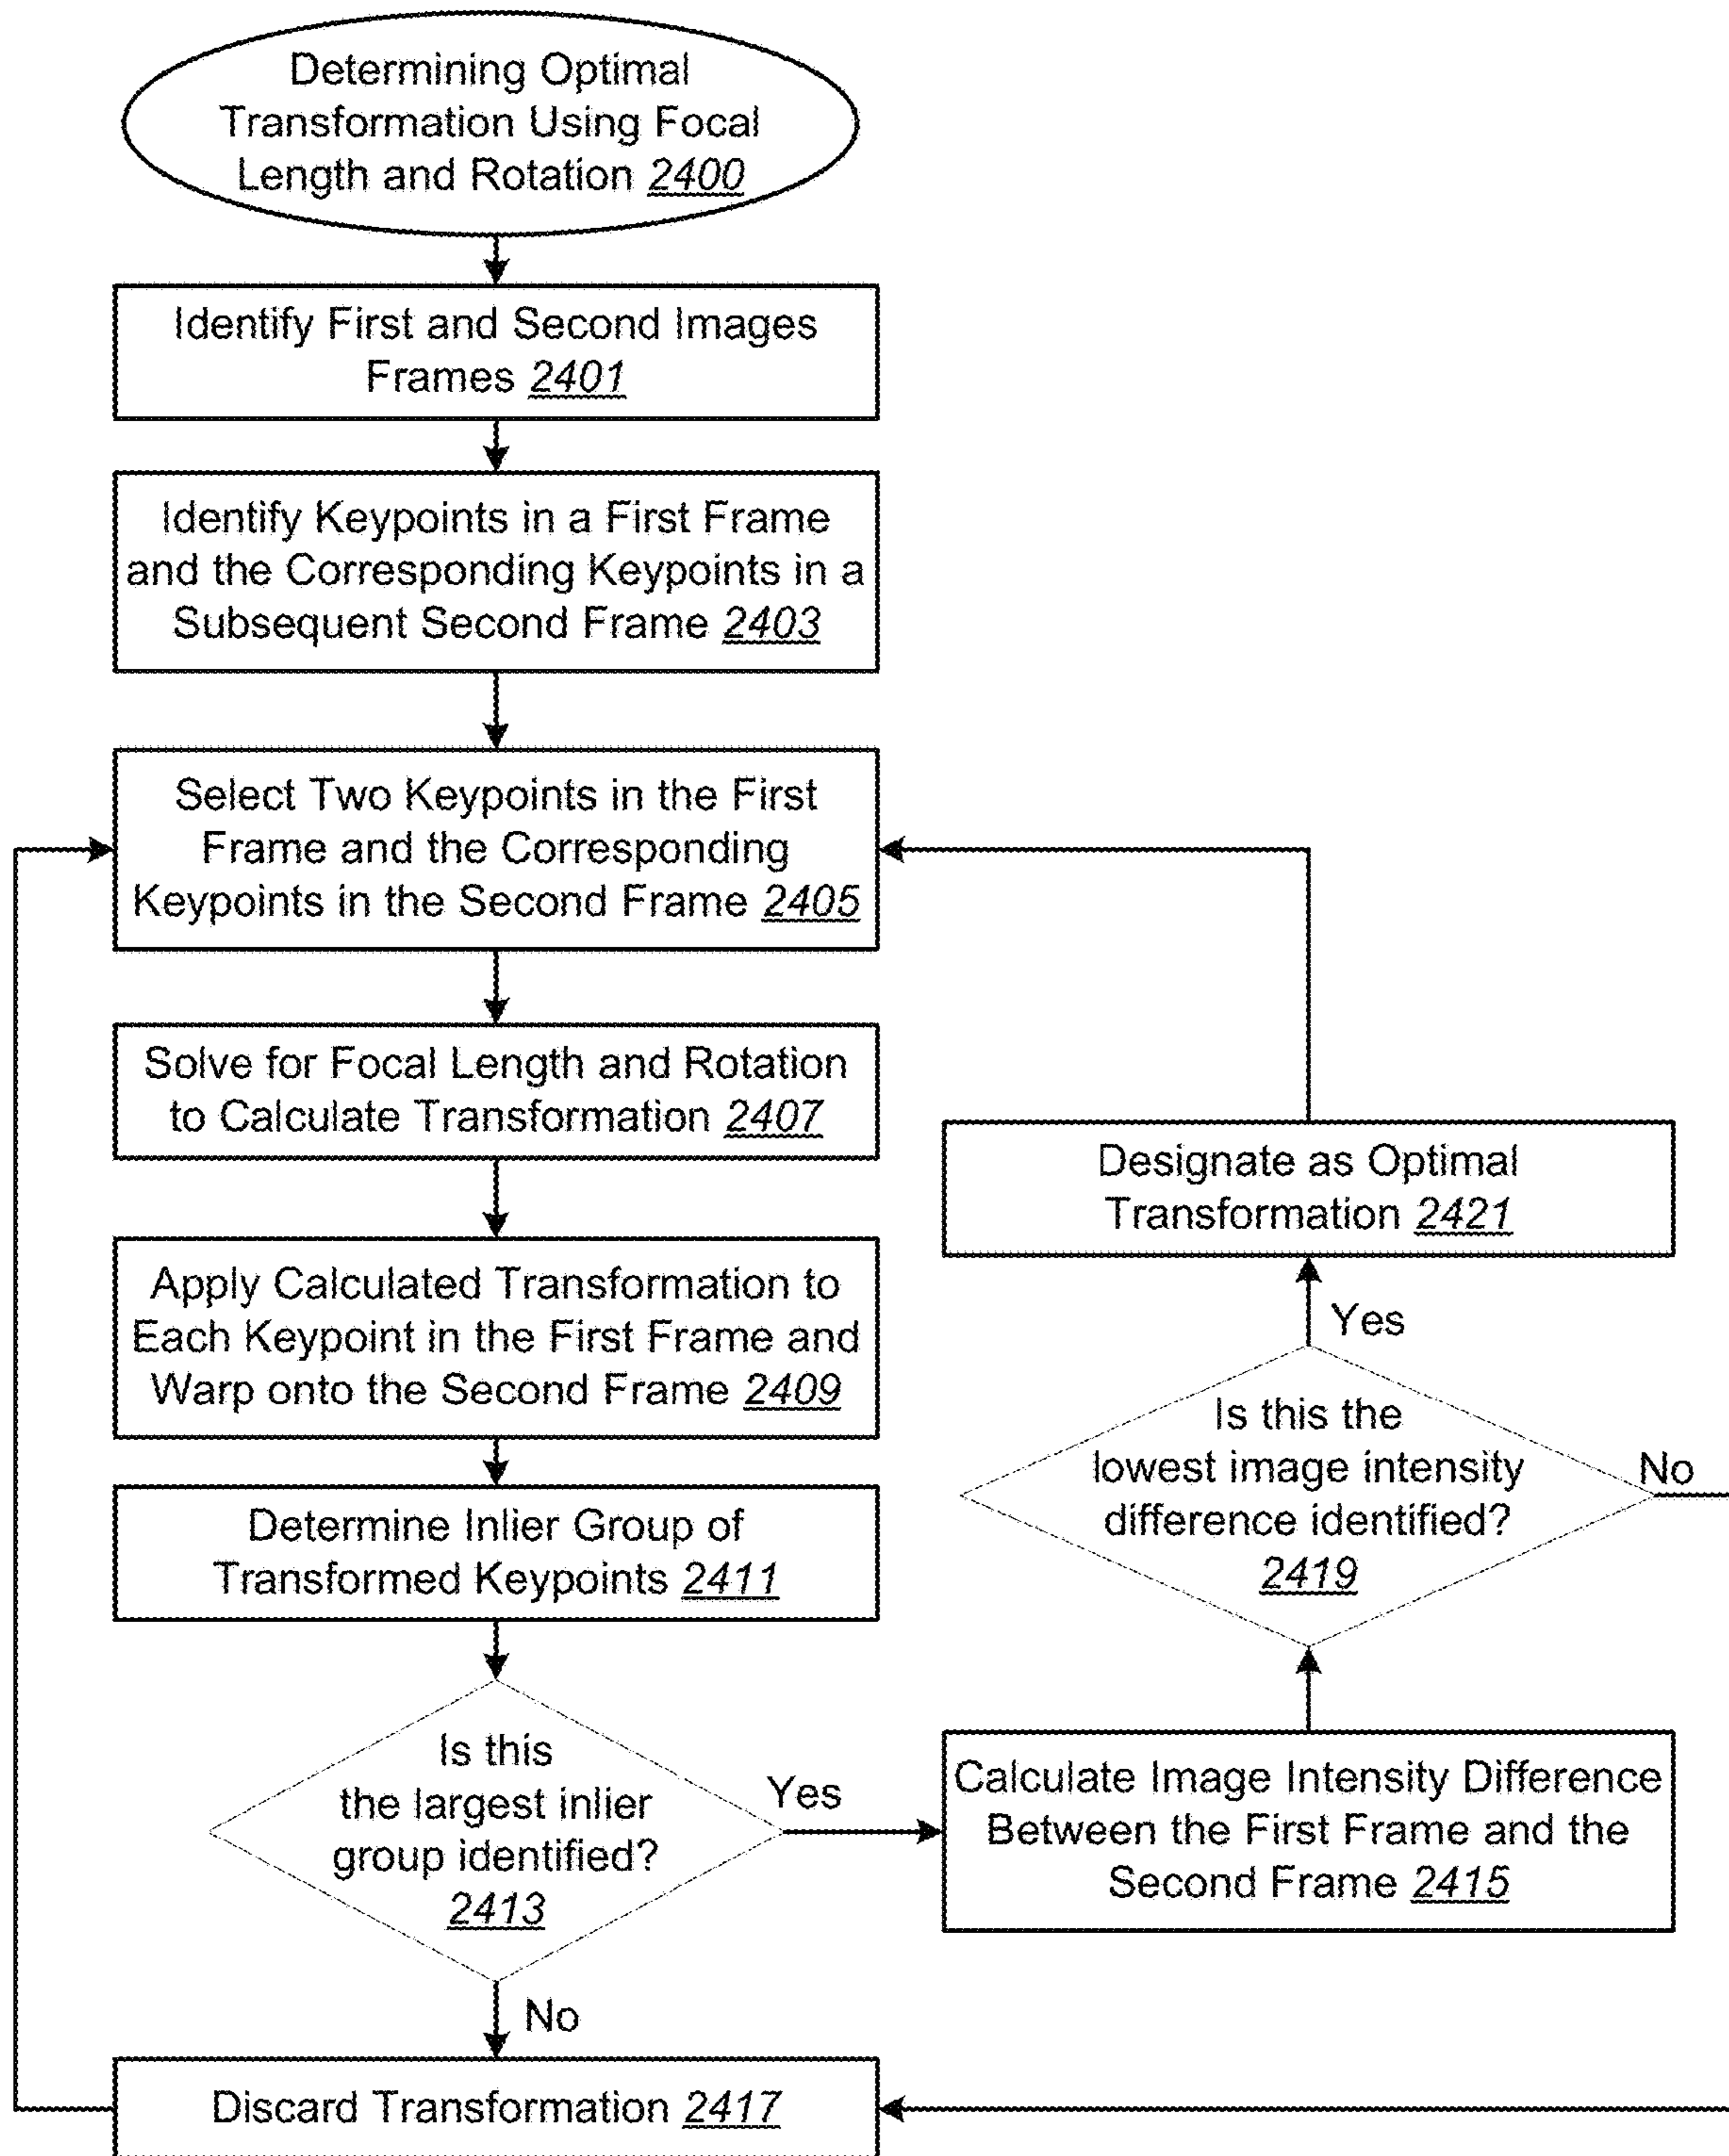 Determining Optimal
Transformation Using Focal
Length and Rotation 2400
Identify First and Second Images
Frames 2401
Identify Keypoints in a First Frame
and the Corresponding Keypoints in a
Subsequent Second Frame 2403
Select Two Keypoints in the First
Frame and the Corresponding
Keypoints in the Second Frame 2405
Solve for Focal Length and Rotation
to Calculate Transformation 2407
Apply Calculated Transformation to
Each Keypoint in the First Frame and
Warp onto the Second Frame 2409
Determine Inlier Group of
Transformed Keypoints 2411
Is this
the largest inlier
group identified?
2413
Yes
No
Calculate Image Intensity Difference
Between the First Frame and the
Second Frame 2415
Is this the
lowest image intensity
difference identified?
2419
Yes
No
Designate as Optimal
Transformation 2421
Discard Transformation 2417